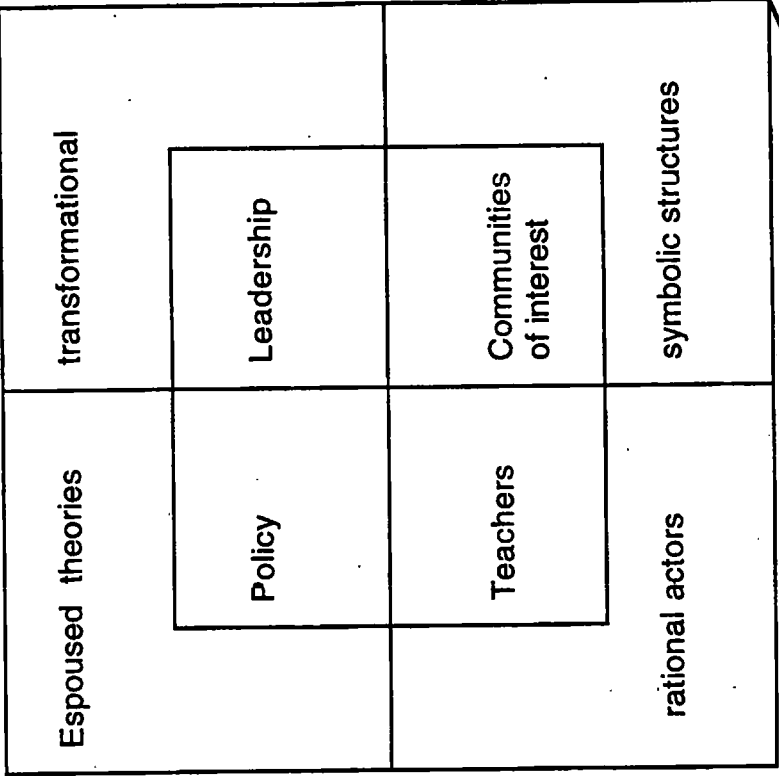 Espoused theories
transformational
Policy
Leadership
Teachers
Communities
of interest
rational actors
symbolic structures